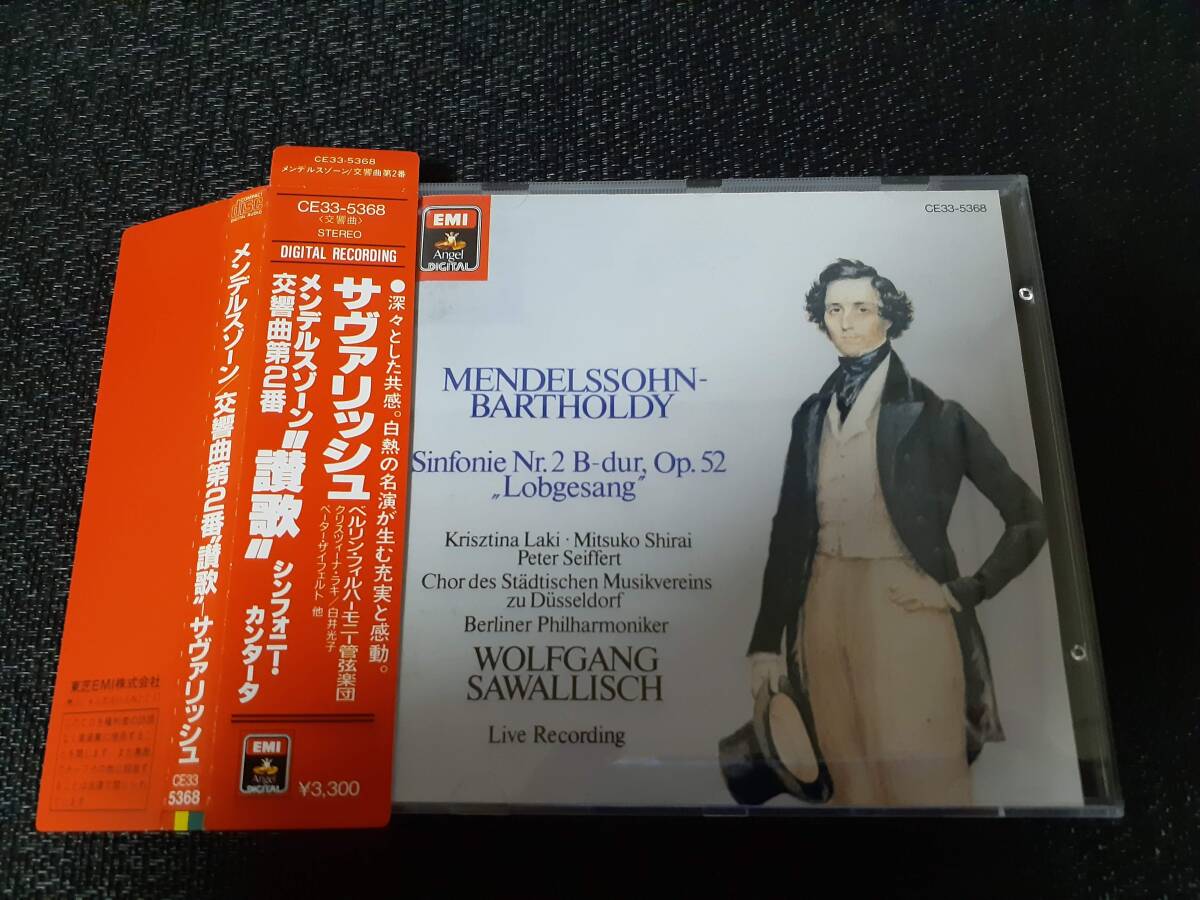 CE33-5368
メンデルスゾーン/交響曲第2番
CE33-5368
〈交響曲〉
STEREO
DIGITAL RECORDING
●深々とした共感。白熱の名演が生む充実と感動。
サヴァリッシュ
ベルリン・フィルハーモニー管弦楽団
クリスツィーナ・ラキ/白井光子
ペーター・ザイフェルト 他
メンデルスゾーン
交響曲第2番
"讃歌"
シンフォニー・
カンタータ
EMI
Angel
DIGITAL
¥3,300
COMPACT
disc
DIGITAL AUDIO
メンデルスゾーン/交響曲第2番"讃歌"-サヴァリッシュ
CE33
5368
東芝EMI株式会社
EMI
Angel
DIGITAL
CE33-5368
MENDELSSOHN-
BARTHOLDY
Sinfonie Nr. 2 B-dur, Op. 52
„Lobgesang"
Krisztina Laki · Mitsuko Shirai
Peter Seiffert
Chor des Städtischen Musikvereins
zu Düsseldorf
Berliner Philharmoniker
WOLFGANG
SAWALLISCH
Live Recording